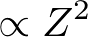 ∝ Z²